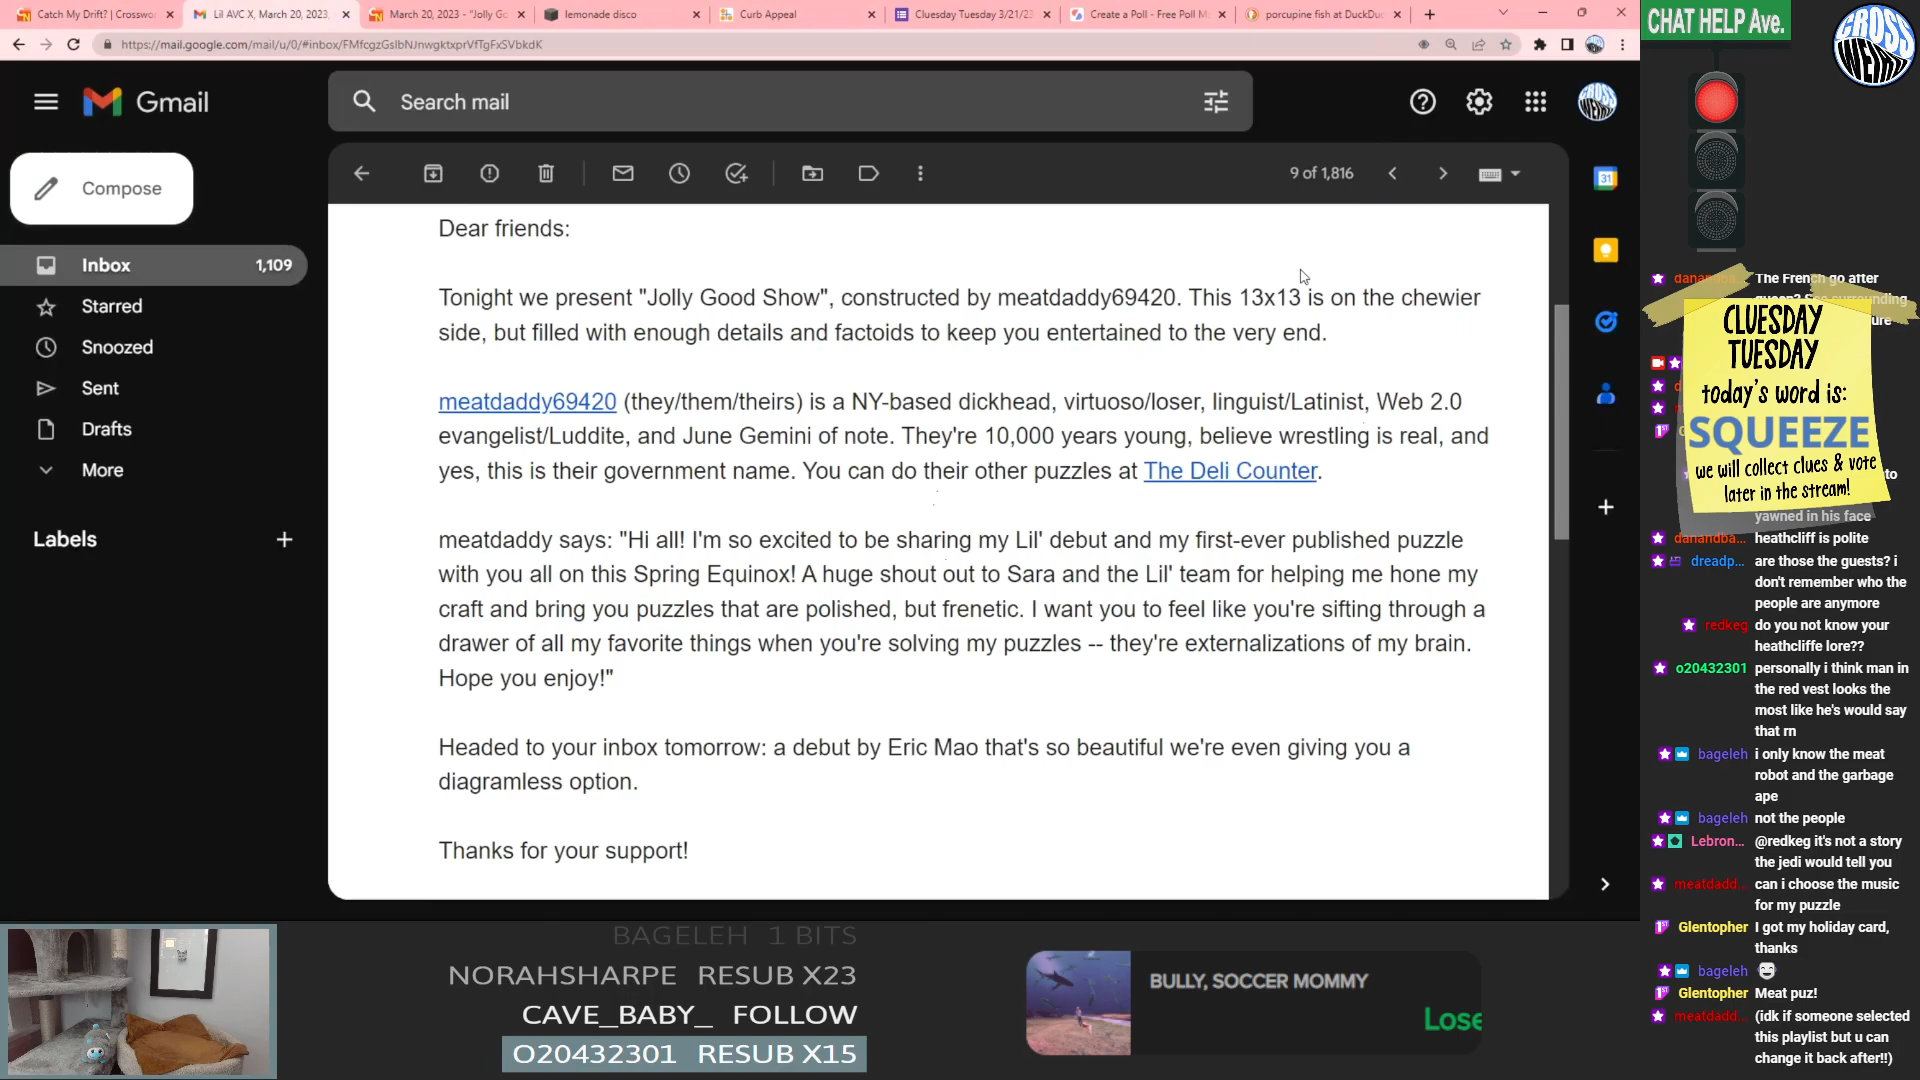 Catch My Drift? | Crosswo
Lil AVC X, March 20, 2023,
March 20, 2023 - "Jolly Go
lemonade disco
Curb Appeal
Cluesday Tuesday 3/21/23
Create a Poll - Free Poll M
porcupine fish at DuckDu
https://mail.google.com/mail/u/0/#inbox/FMfcgzGslbNJnwgktxprVfTgFxSVbkdK
Gmail
Search mail
Compose
9 of 1,816
Inbox 1,109
Starred
Snoozed
Sent
Drafts
More
Labels
Dear friends:
Tonight we present "Jolly Good Show", constructed by meatdaddy69420. This 13x13 is on the chewier
side, but filled with enough details and factoids to keep you entertained to the very end.
meatdaddy69420 (they/them/theirs) is a NY-based dickhead, virtuoso/loser, linguist/Latinist, Web 2.0
evangelist/Luddite, and June Gemini of note. They're 10,000 years young, believe wrestling is real, and
yes, this is their government name. You can do their other puzzles at The Deli Counter.
meatdaddy says: "Hi all! I'm so excited to be sharing my Lil' debut and my first-ever published puzzle
with you all on this Spring Equinox! A huge shout out to Sara and the Lil' team for helping me hone my
craft and bring you puzzles that are polished, but frenetic. I want you to feel like you're sifting through a
drawer of all my favorite things when you're solving my puzzles -- they're externalizations of my brain.
Hope you enjoy!"
Headed to your inbox tomorrow: a debut by Eric Mao that's so beautiful we're even giving you a
diagramless option.
Thanks for your support!
BAGELEH 1 BITS
NORAHSHARPE RESUB X23
CAVE_BABY_ FOLLOW
O20432301 RESUB X15
BULLY, SOCCER MOMMY
Lose
CHAT HELP Ave.
CROSS
WEIRD
The French go after
CLUESDAY
TUESDAY
today's word is:
SQUEEZE
we will collect clues & vote
later in the stream!
yawned in his face
danandba... heathcliff is polite
dreadp... are those the guests? i
don't remember who the
people are anymore
redkeg do you not know your
heathcliffe lore??
o20432301 personally i think man in
the red vest looks the
most like he's would say
that rn
bageleh i only know the meat
robot and the garbage
ape
bageleh not the people
Lebron... @redkeg it's not a story
the jedi would tell you
meatdadd... can i choose the music
for my puzzle
Glentopher I got my holiday card,
thanks
bageleh
Glentopher Meat puz!
meatdadd... (idk if someone selected
this playlist but u can
change it back after!!)